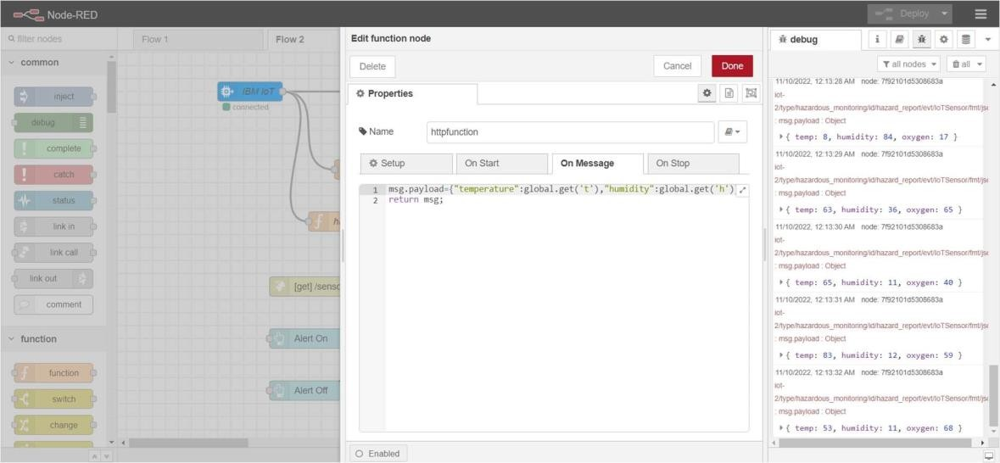 Node-RED
Deploy
filter nodes
Flow 1
Flow 2
common
inject
debug
complete
catch
status
link in
link call
link out
comment
function
function
switch
change
IBM IoT
connected
[get] /senso
Alert On
Alert Off
Edit function node
Delete
Cancel
Done
Properties
Name
httpfunction
Setup
On Start
On Message
On Stop
1 msg.payload={"temperature":global.get('t'),"humidity":global.get('h')
2 return msg;
Enabled
debug
all nodes
all
11/10/2022, 12:13:28 AM node: 7f92101d5308683a
iot-
2/type/hazardous_monitoring/id/hazard_report/evt/IoTSensor/fmt/jso
: msg.payload : Object
{ temp: 8, humidity: 84, oxygen: 17 }
11/10/2022, 12:13:29 AM node: 7f92101d5308683a
iot-
2/type/hazardous_monitoring/id/hazard_report/evt/IoTSensor/fmt/jso
: msg.payload : Object
{ temp: 63, humidity: 36, oxygen: 65 }
11/10/2022, 12:13:30 AM node: 7f92101d5308683a
iot-
2/type/hazardous_monitoring/id/hazard_report/evt/IoTSensor/fmt/jso
: msg.payload : Object
{ temp: 65, humidity: 11, oxygen: 40 }
11/10/2022, 12:13:31 AM node: 7f92101d5308683a
iot-
2/type/hazardous_monitoring/id/hazard_report/evt/IoTSensor/fmt/jso
: msg.payload : Object
{ temp: 83, humidity: 12, oxygen: 59 }
11/10/2022, 12:13:32 AM node: 7f92101d5308683a
iot-
2/type/hazardous_monitoring/id/hazard_report/evt/IoTSensor/fmt/jso
: msg.payload : Object
{ temp: 53, humidity: 11, oxygen: 68 }